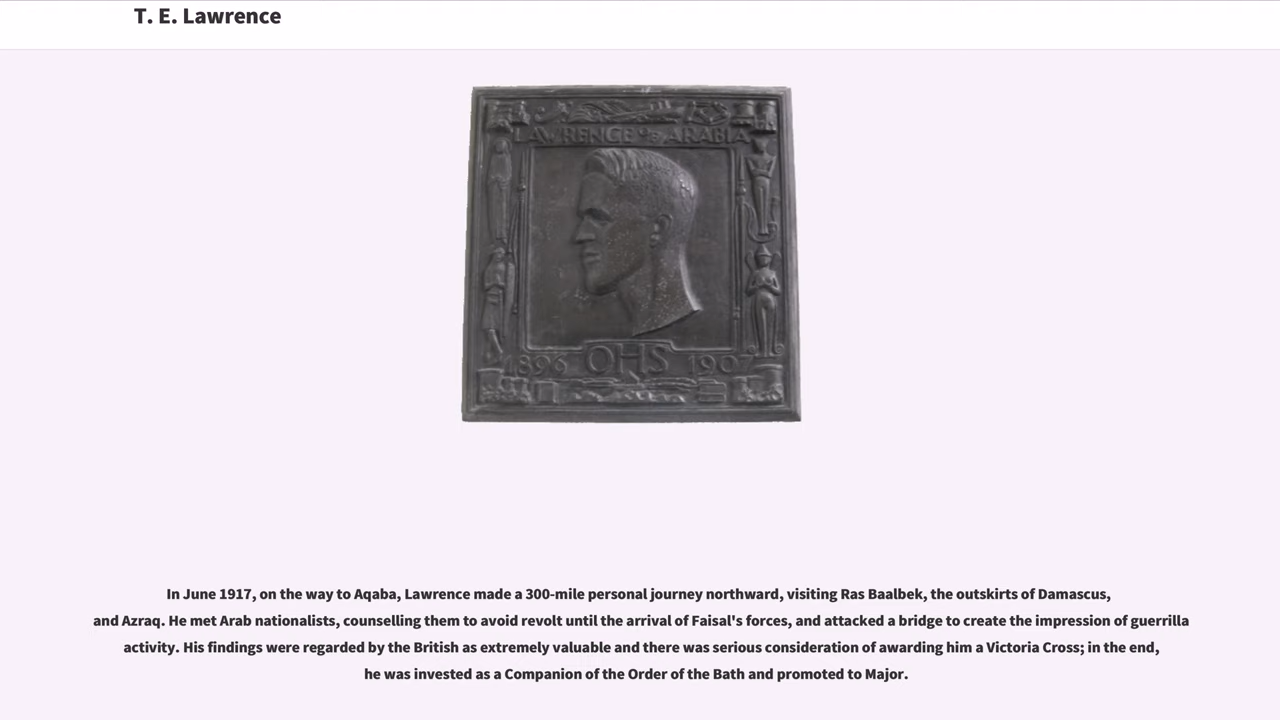 T. E. Lawrence
LAWRENCE OF ARABIA
1896 OHS 1907
In June 1917, on the way to Aqaba, Lawrence made a 300-mile personal journey northward, visiting Ras Baalbek, the outskirts of Damascus,
and Azraq. He met Arab nationalists, counselling them to avoid revolt until the arrival of Faisal's forces, and attacked a bridge to create the impression of guerrilla
activity. His findings were regarded by the British as extremely valuable and there was serious consideration of awarding him a Victoria Cross; in the end,
he was invested as a Companion of the Order of the Bath and promoted to Major.